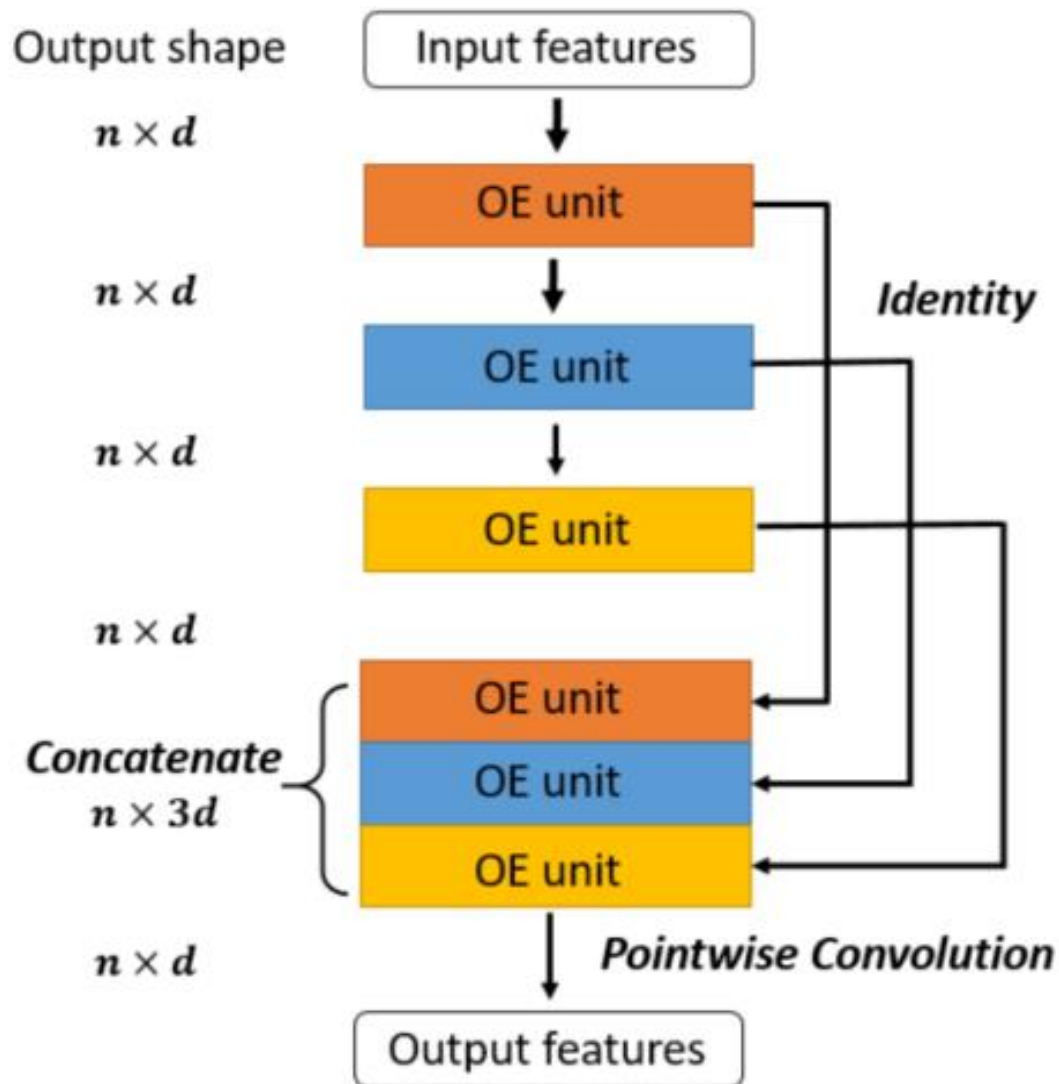 Output shape
Input features
n × d
OE unit
n × d
Identity
OE unit
n × d
OE unit
n × d
OE unit
Concatenate
OE unit
n × 3d
OE unit
n × d
Pointwise Convolution
Output features